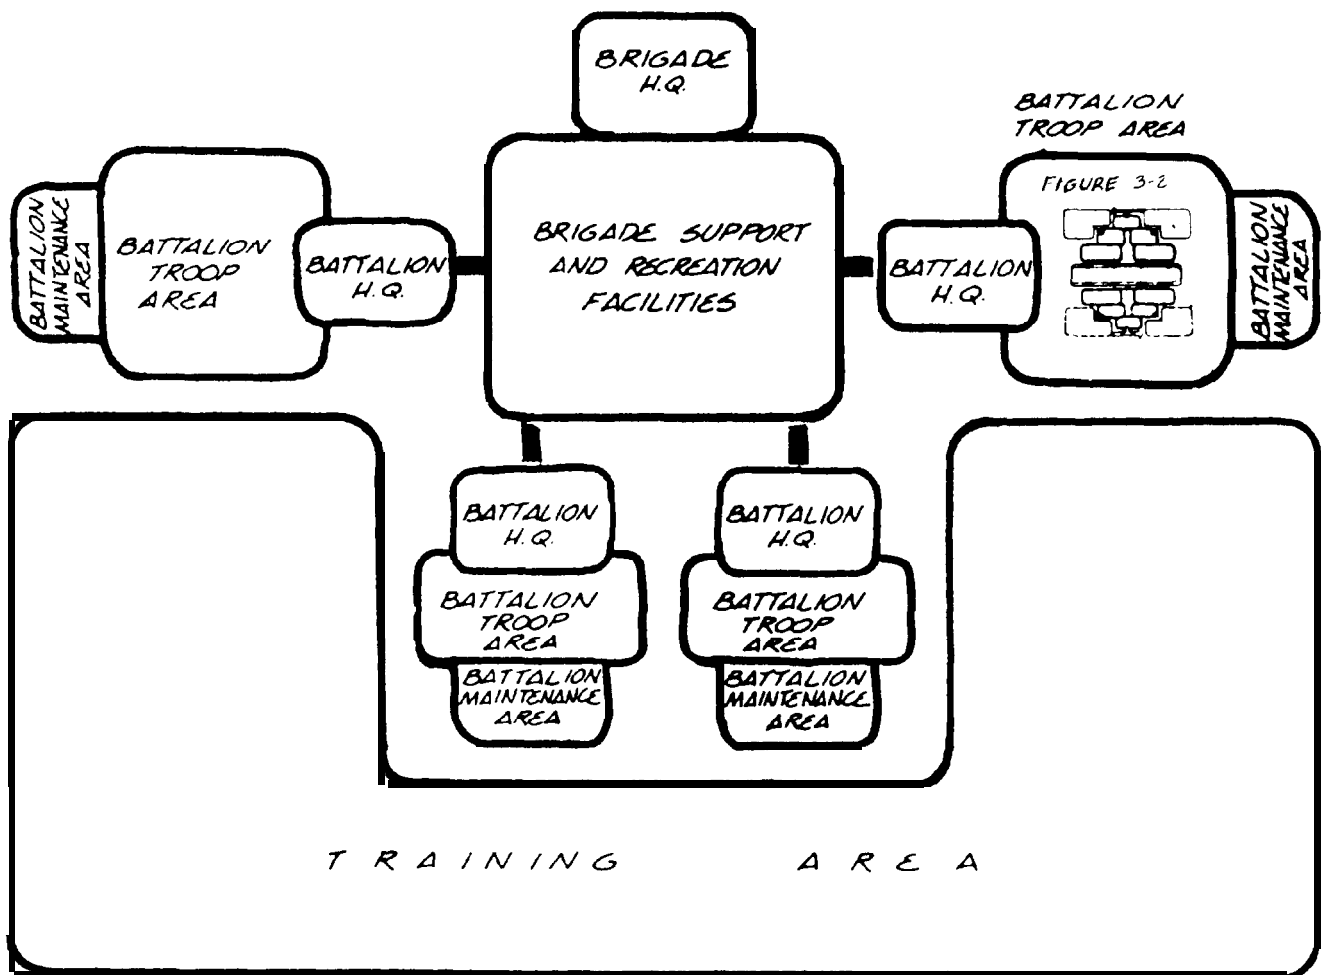 BRIGADE
H.Q.
BATTALION
TROOP AREA
FIGURE 3-2
BATTALION
MAINTENANCE
AREA
BATTALION
TROOP
AREA
BATTALION
H.Q.
BRIGADE SUPPORT
AND RECREATION
FACILITIES
BATTALION
H.Q.
BATTALION
MAINTENANCE
AREA
BATTALION
H.Q.
BATTALION
TROOP
AREA
BATTALION
MAINTENANCE
AREA
BATTALION
H.Q.
BATTALION
TROOP
AREA
BATTALION
MAINTENANCE
AREA
TRAINING AREA